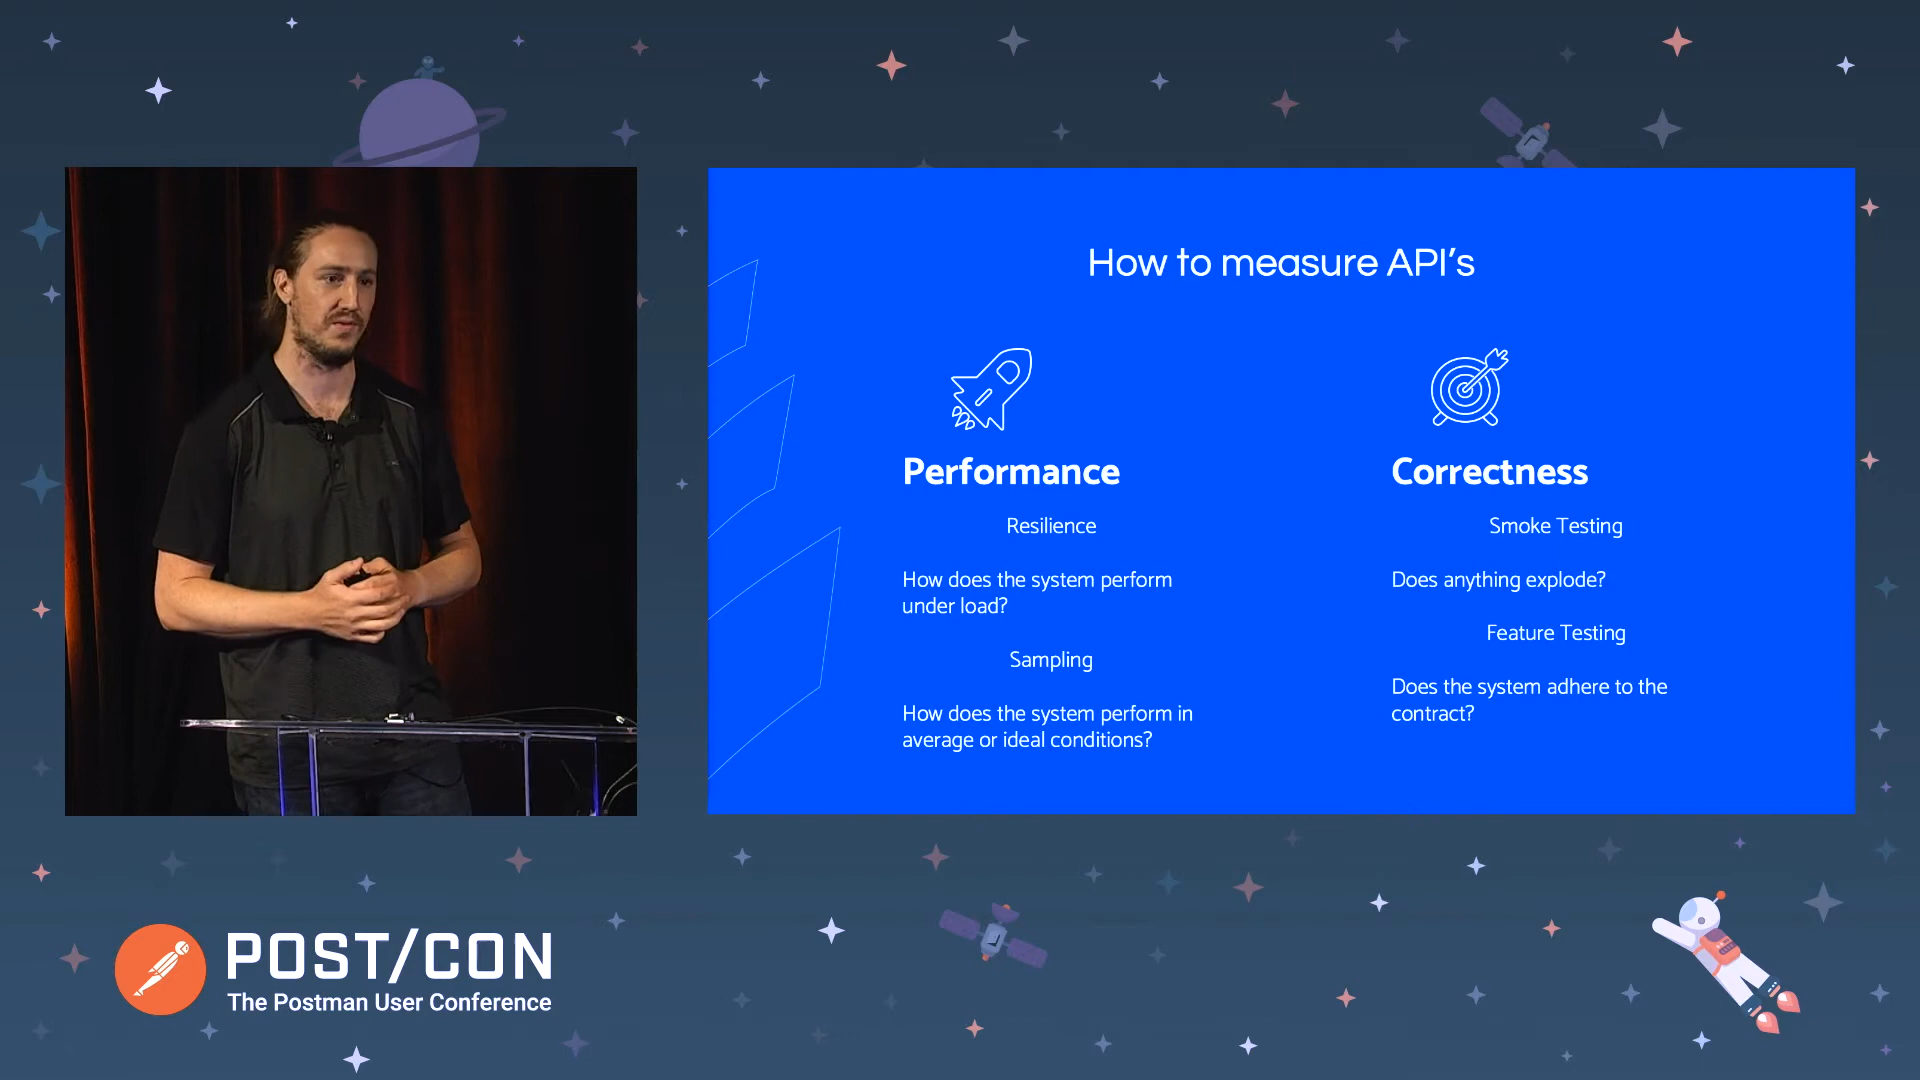 How to measure API’s
Performance
Resilience
How does the system perform
under load?
Sampling
How does the system perform in
average or ideal conditions?
Correctness
Smoke Testing
Does anything explode?
Feature Testing
Does the system adhere to the
contract?
POST/CON
The Postman User Conference